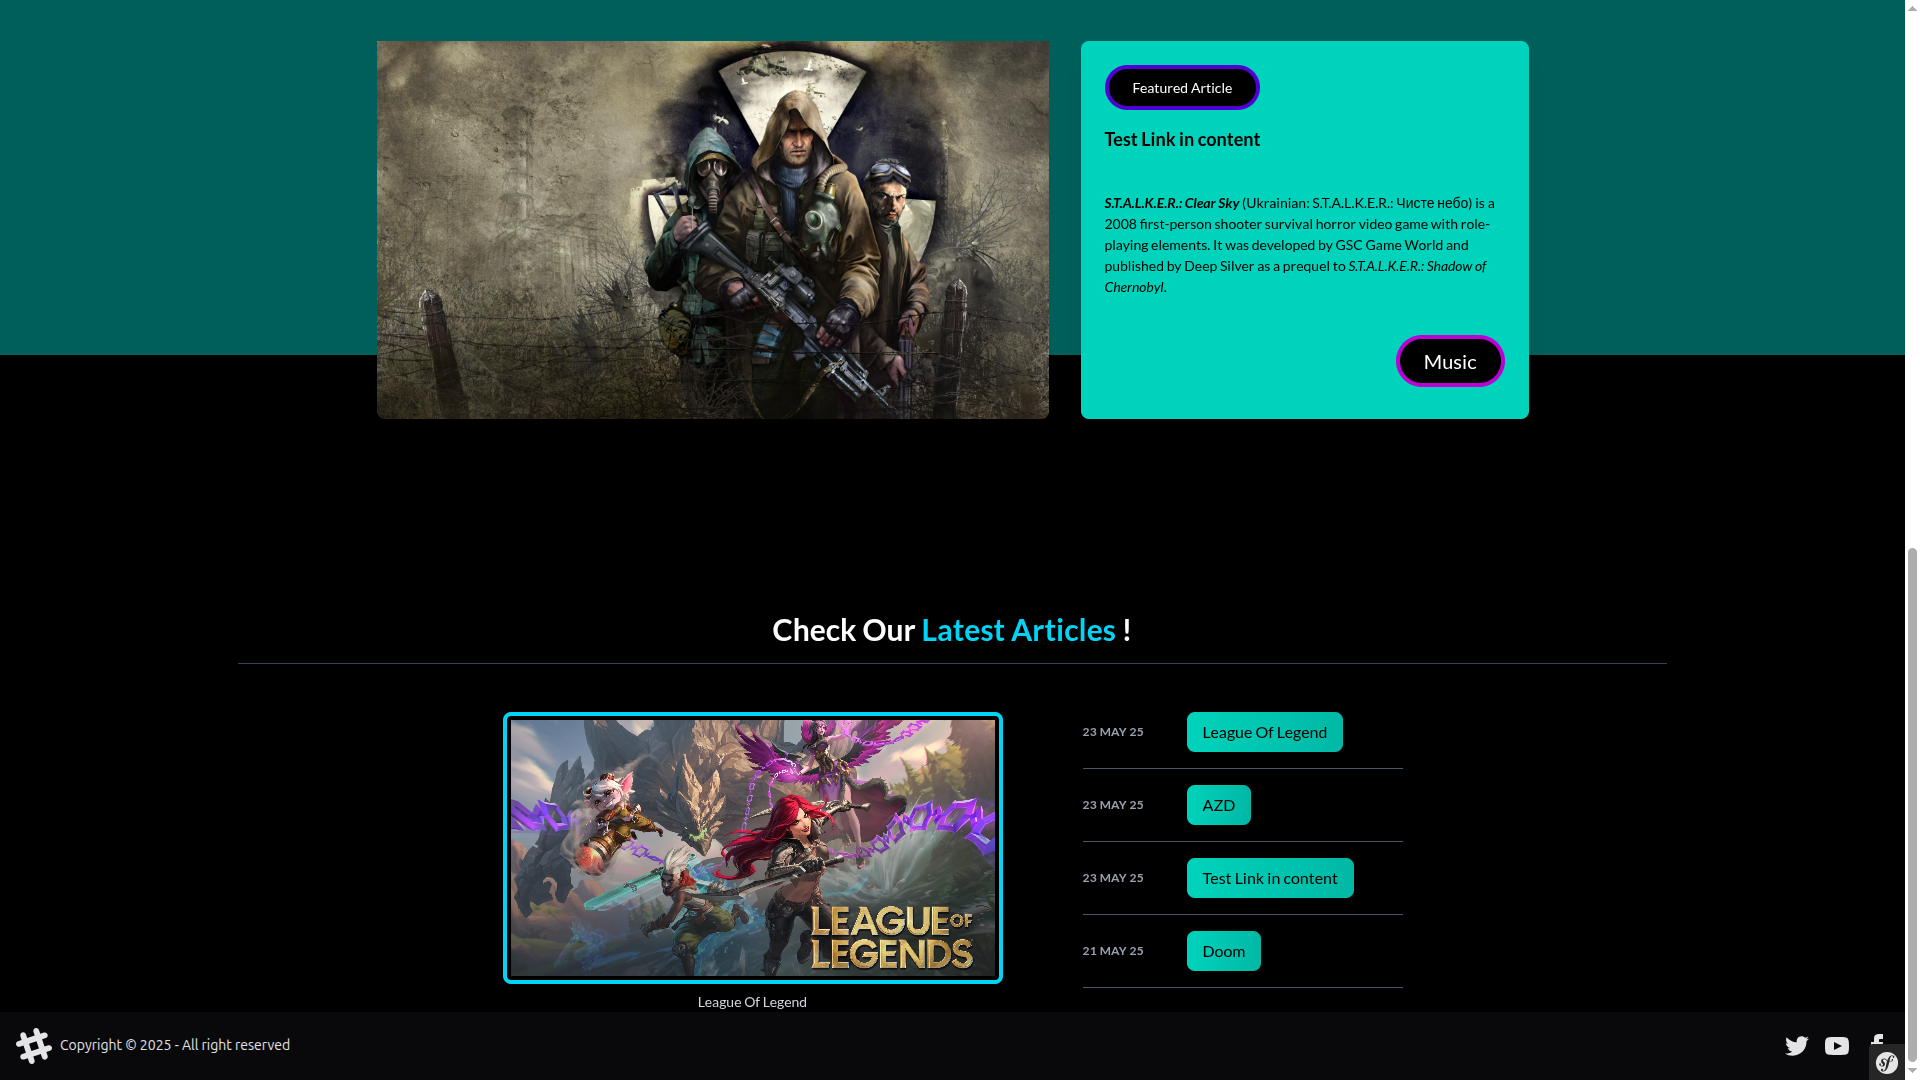 Featured Article
Test Link in content
S.T.A.L.K.E.R.: Clear Sky (Ukrainian: S.T.A.L.K.E.R.: Чисте небо) is a
2008 first-person shooter survival horror video game with role-
playing elements. It was developed by GSC Game World and
published by Deep Silver as a prequel to S.T.A.L.K.E.R.: Shadow of
Chernobyl.
Music
Check Our Latest Articles !
LEAGUE OF
LEGENDS
League Of Legend
23 MAY 25 League Of Legend
23 MAY 25 AZD
23 MAY 25 Test Link in content
21 MAY 25 Doom
Copyright © 2025 - All right reserved
sf